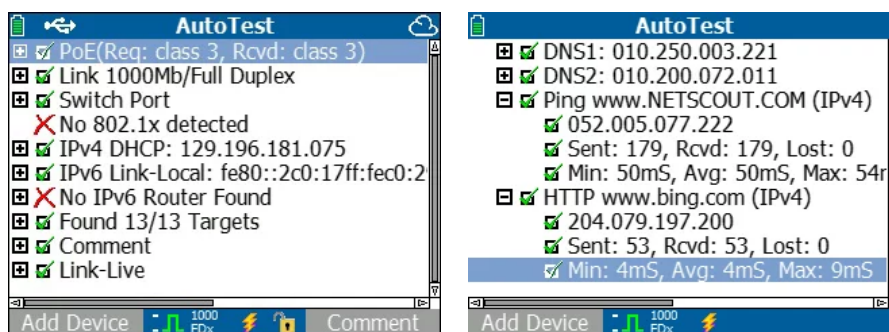 AutoTest
PoE(Req: class 3, Rcvd: class 3)
Link 1000Mb/Full Duplex
Switch Port
No 802.1x detected
IPv4 DHCP: 129.196.181.075
IPv6 Link-Local: fe80::2c0:17ff:fec0:2
No IPv6 Router Found
Found 13/13 Targets
Comment
Link-Live
Add Device
1000
FDx
Comment
AutoTest
DNS1: 010.250.003.221
DNS2: 010.200.072.011
Ping www.NETSCOUT.COM (IPv4)
052.005.077.222
Sent: 179, Rcvd: 179, Lost: 0
Min: 50mS, Avg: 50mS, Max: 54
HTTP www.bing.com (IPv4)
204.079.197.200
Sent: 53, Rcvd: 53, Lost: 0
Min: 4mS, Avg: 4mS, Max: 9mS
Add Device
1000
FDx